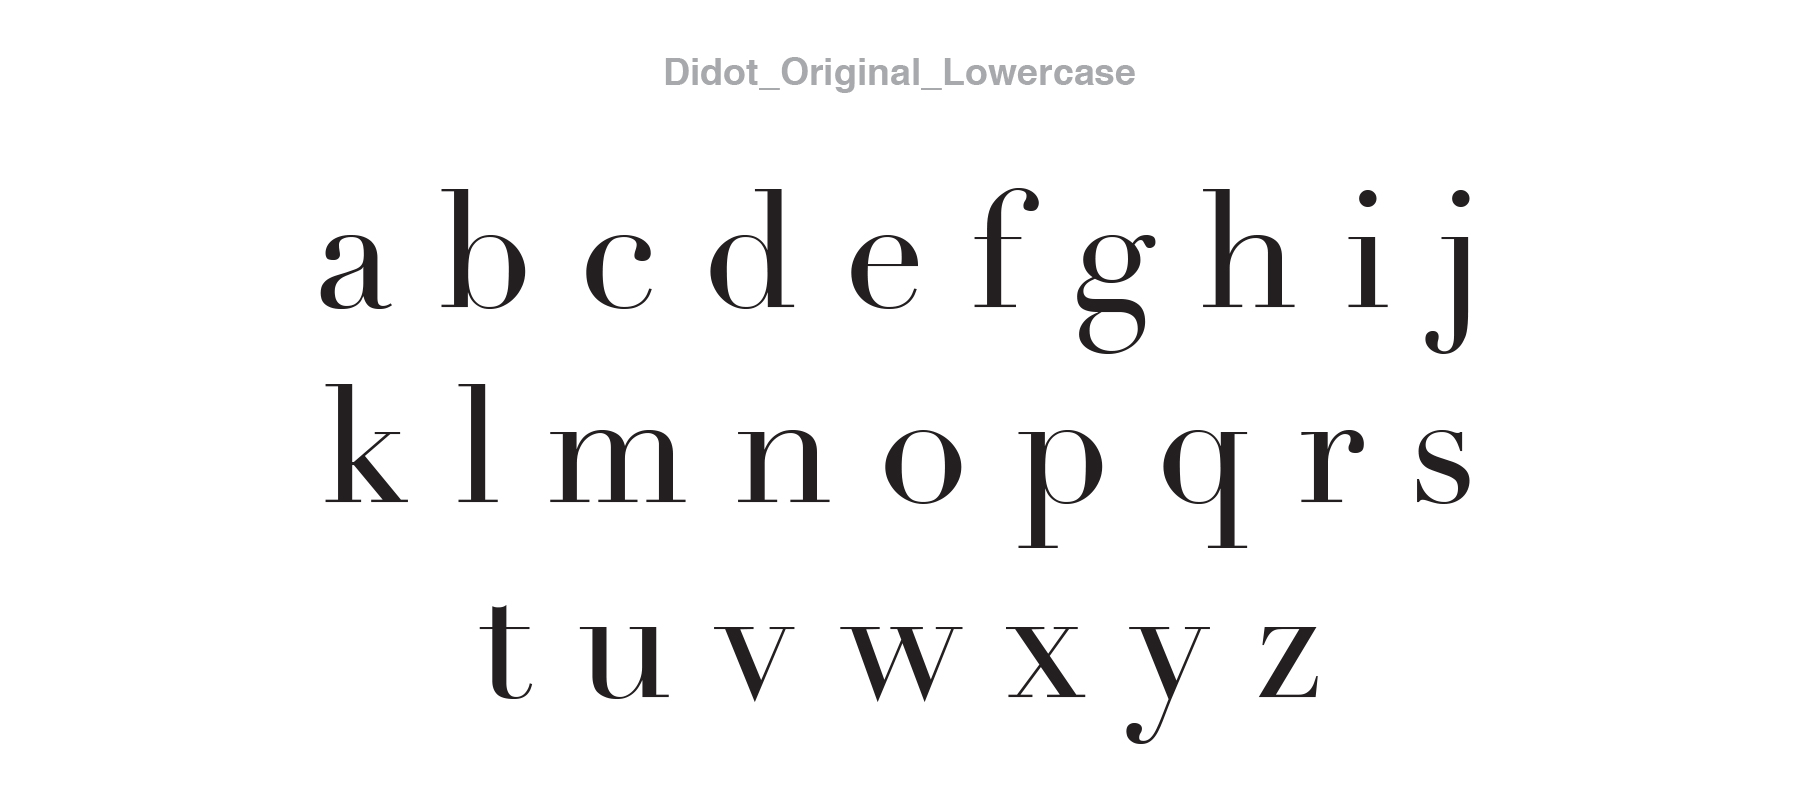 Didot_Original_Lowercase
a b c d e f g h i j
k l m n o p q r s
t u v w x y z